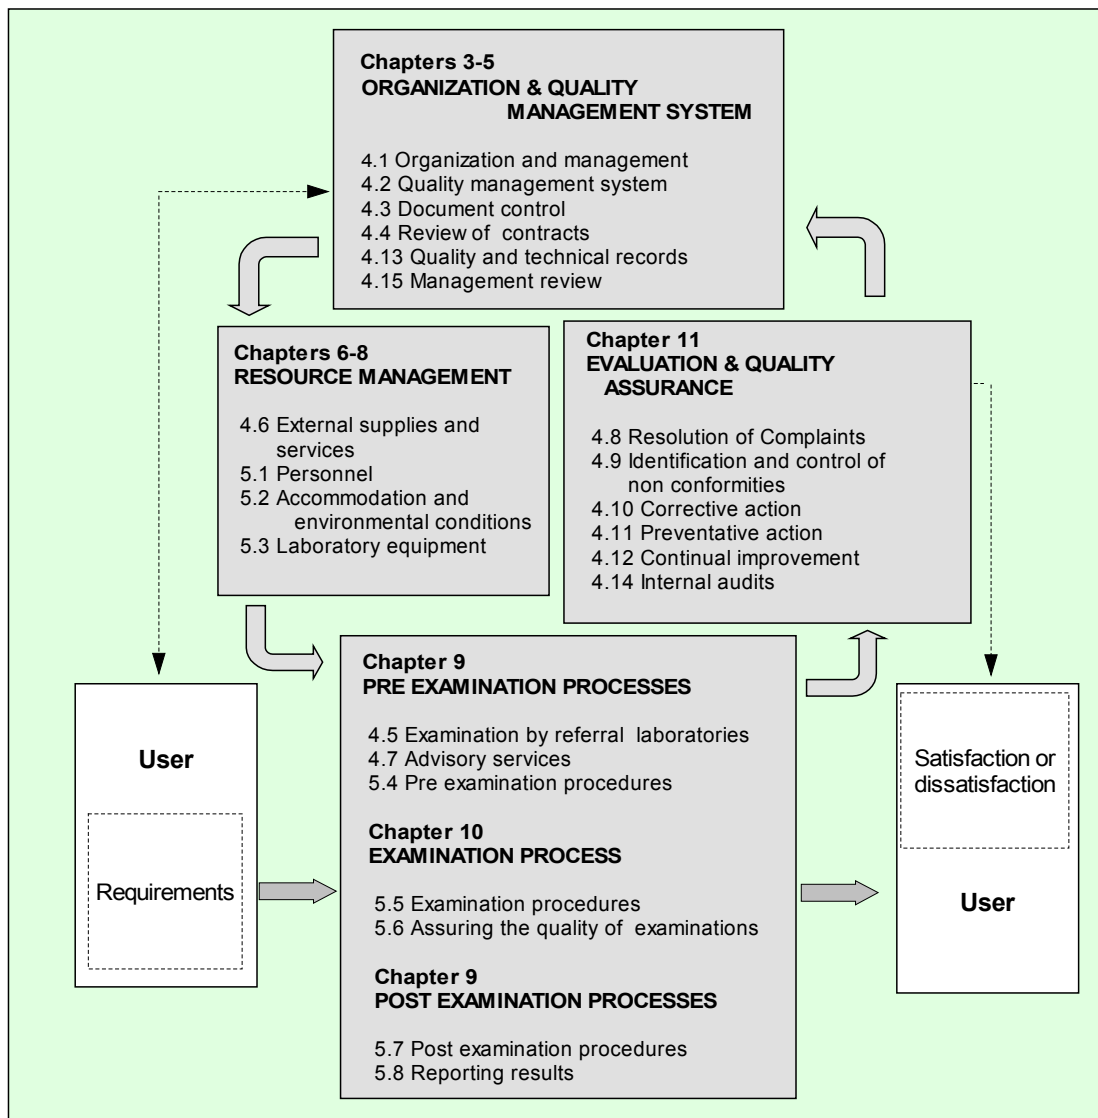 Chapters 3-5
ORGANIZATION & QUALITY
MANAGEMENT SYSTEM
4.1 Organization and management
4.2 Quality management system
4.3 Document control
4.4 Review of contracts
4.13 Quality and technical records
4.15 Management review
Chapters 6-8
RESOURCE MANAGEMENT
4.6 External supplies and
services
5.1 Personnel
5.2 Accommodation and
environmental conditions
5.3 Laboratory equipment
Chapter 11
EVALUATION & QUALITY
ASSURANCE
4.8 Resolution of Complaints
4.9 Identification and control of
non conformities
4.10 Corrective action
4.11 Preventative action
4.12 Continual improvement
4.14 Internal audits
User
Requirements
Chapter 9
PRE EXAMINATION PROCESSES
4.5 Examination by referral laboratories
4.7 Advisory services
5.4 Pre examination procedures
Chapter 10
EXAMINATION PROCESS
5.5 Examination procedures
5.6 Assuring the quality of examinations
Chapter 9
POST EXAMINATION PROCESSES
5.7 Post examination procedures
5.8 Reporting results
Satisfaction or
dissatisfaction
User